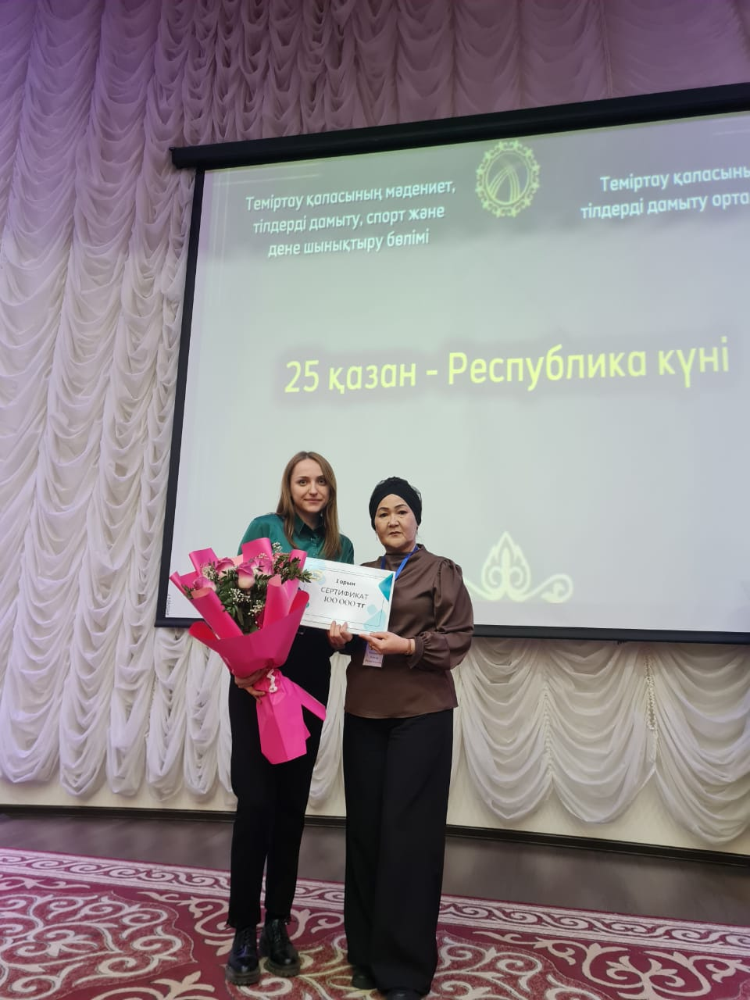 Теміртау қаласының мәдениет,
тілдерді дамыту, спорт және
дене шынықтыру бөлімі
Теміртау қаласының
тілдерді дамыту орта
25 қазан - Республика күні
I орын
СЕРТИФИКАТ
100 000 тг